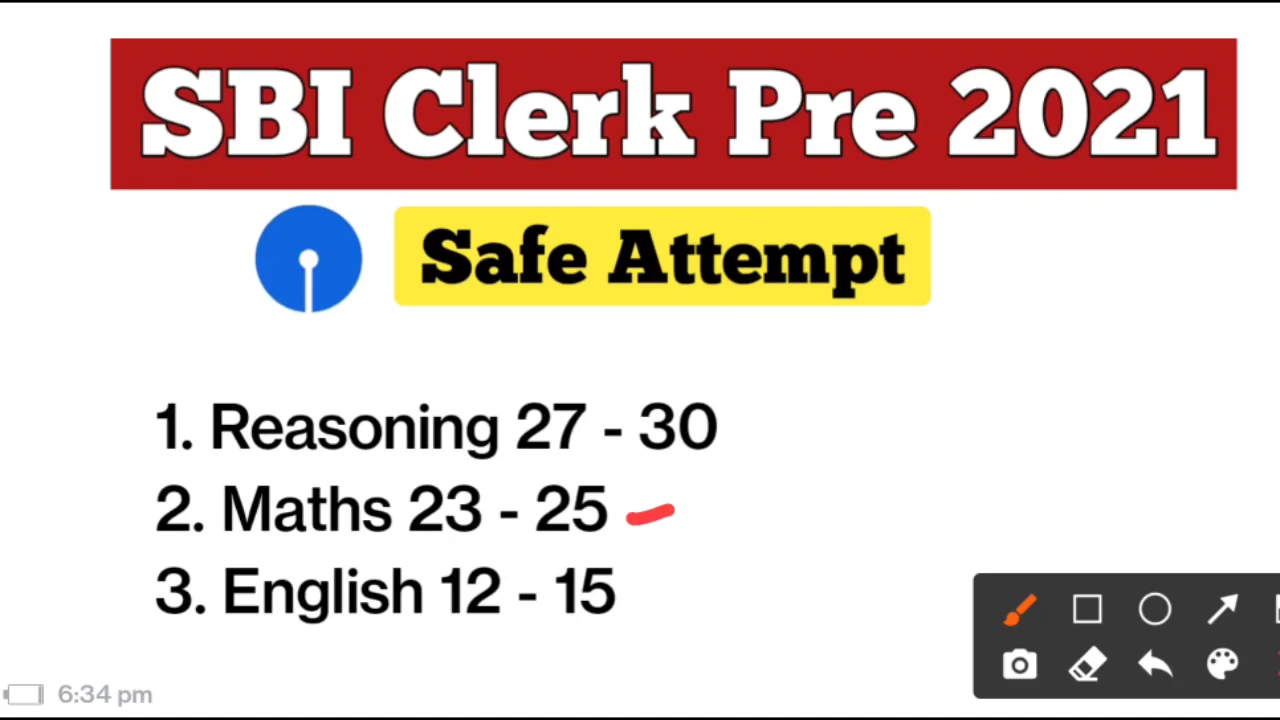 SBI Clerk Pre 2021
Safe Attempt
1. Reasoning 27 - 30
2. Maths 23 - 25
3. English 12 - 15
6:34 pm